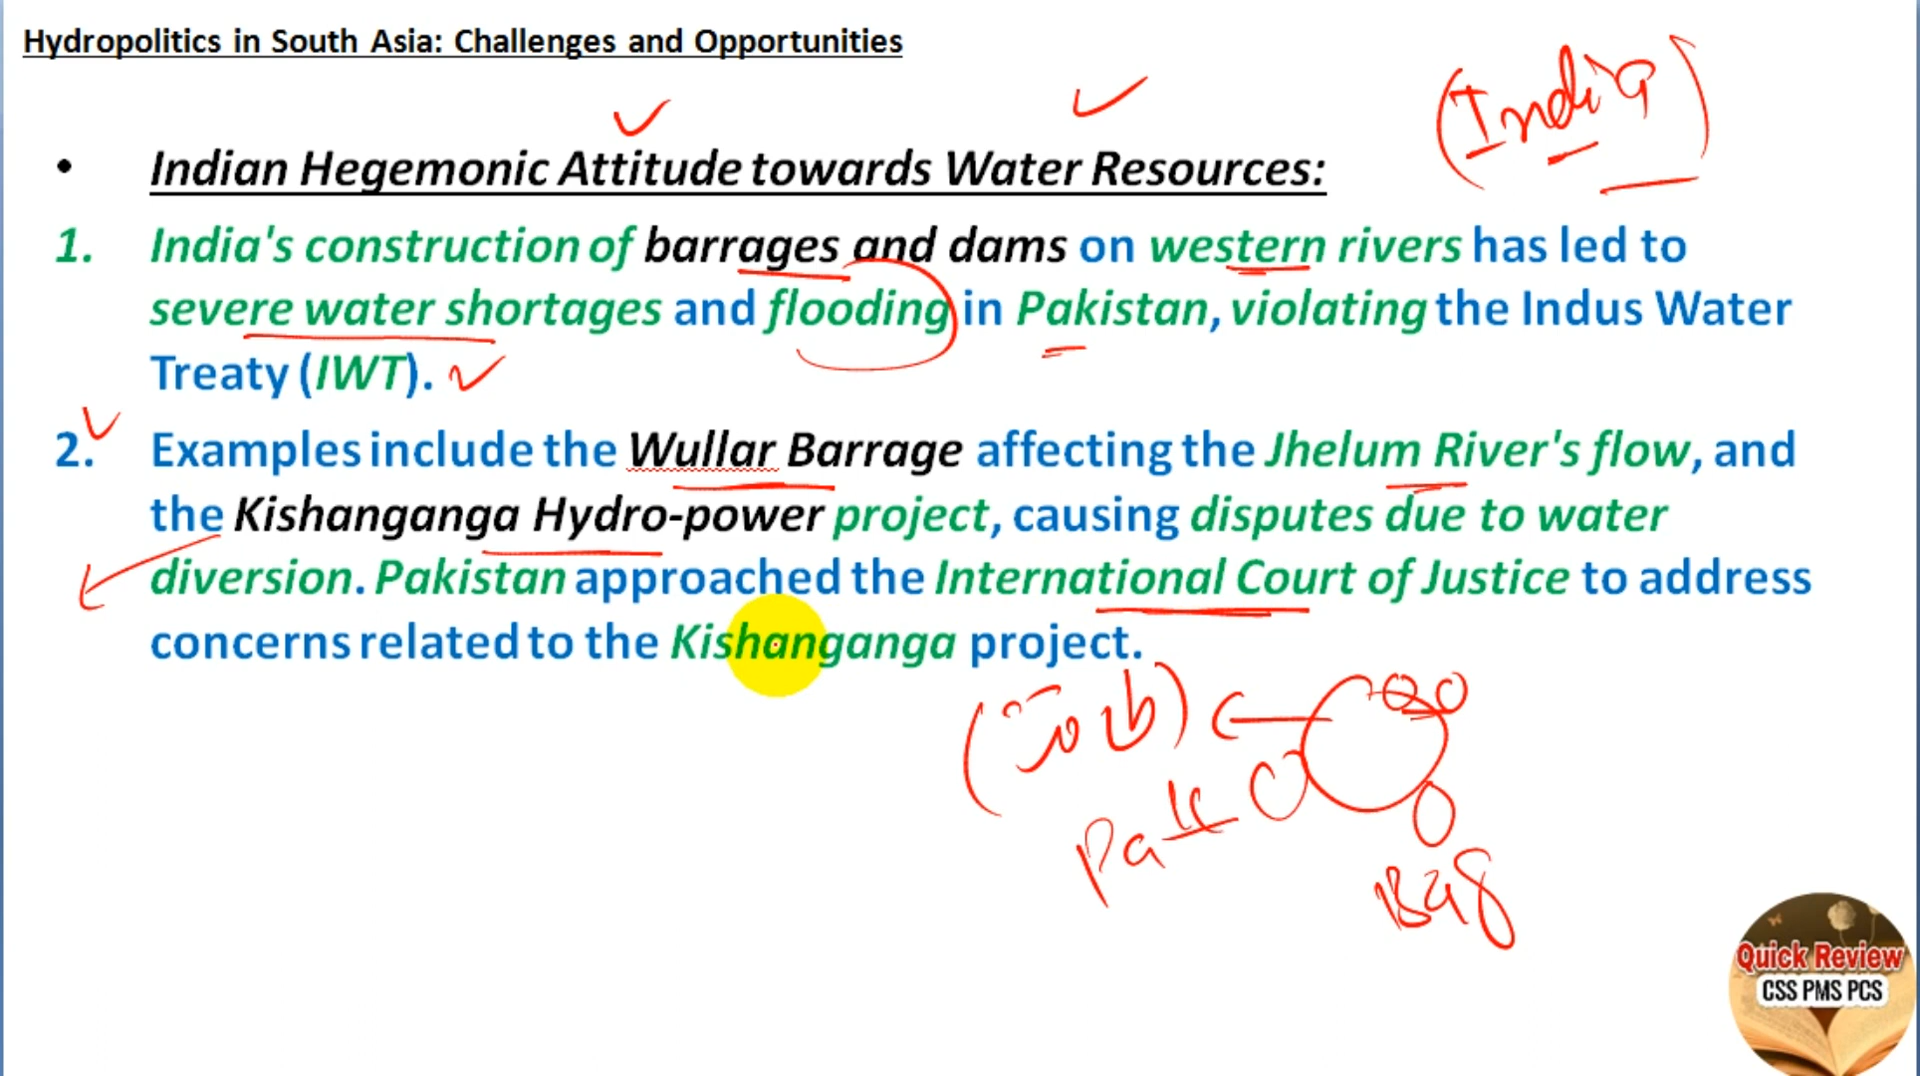 Hydropolitics in South Asia: Challenges and Opportunities
(India)
• Indian Hegemonic Attitude towards Water Resources:
1. India's construction of barrages and dams on western rivers has led to
severe water shortages and flooding in Pakistan, violating the Indus Water
Treaty (IWT).
2. Examples include the Wullar Barrage affecting the Jhelum River's flow, and
the Kishanganga Hydro-power project, causing disputes due to water
diversion. Pakistan approached the International Court of Justice to address
concerns related to the Kishanganga project.
Pak
Quick Review
CSS PMS PCS